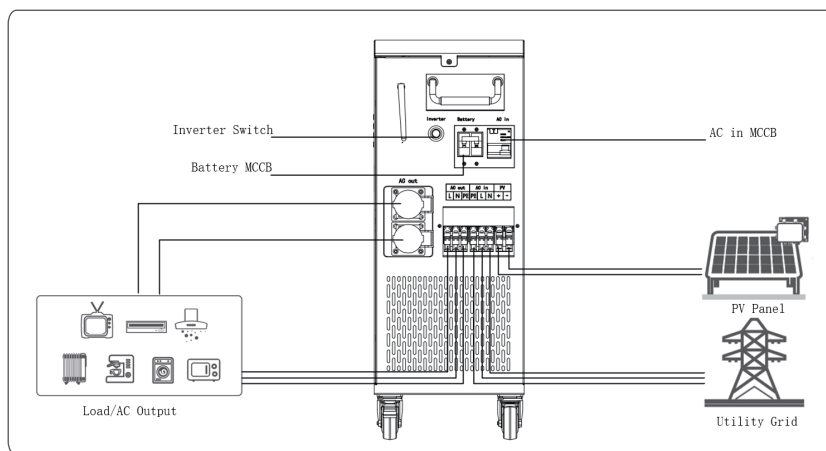 Inverter
Battery
AC in
Inverter Switch
AC in MCCB
Battery MCCB
AC out
AC out AC in PV
L N PE PE L N + -
PV Panel
Load/AC Output
Utility Grid